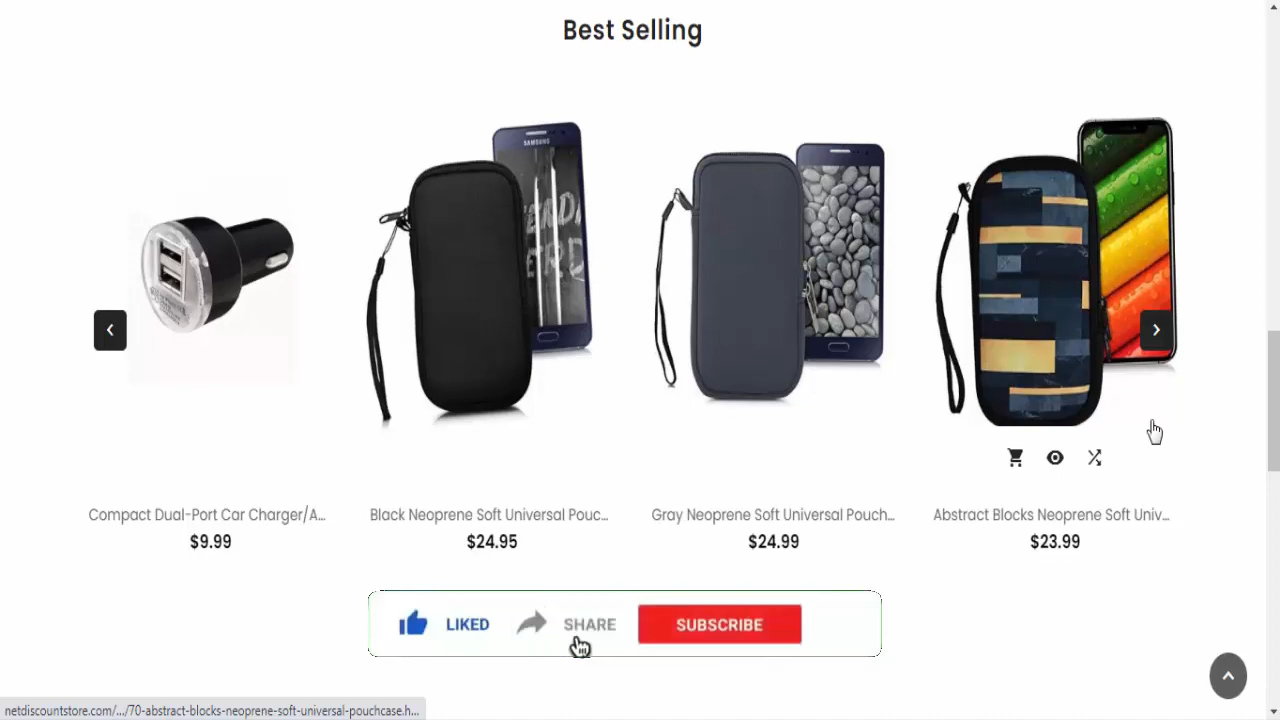 Best Selling
SAMSUNG
Compact Dual-Port Car Charger/A...
$9.99
Black Neoprene Soft Universal Pouc...
$24.95
Gray Neoprene Soft Universal Pouch...
$24.99
Abstract Blocks Neoprene Soft Univ...
$23.99
LIKED
SHARE
SUBSCRIBE
netdiscountstore.com/.../70-abstract-blocks-neoprene-soft-universal-pouchcase.h...